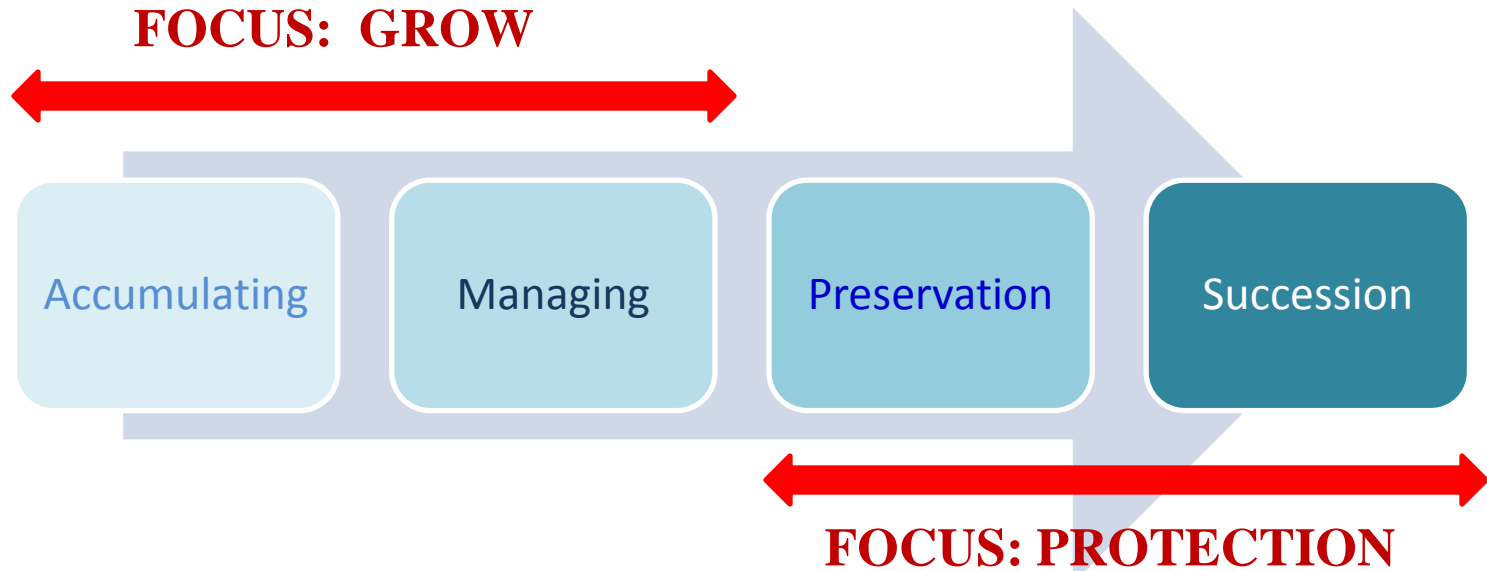 FOCUS: GROW
Accumulating
Managing
Preservation
Succession
FOCUS: PROTECTION